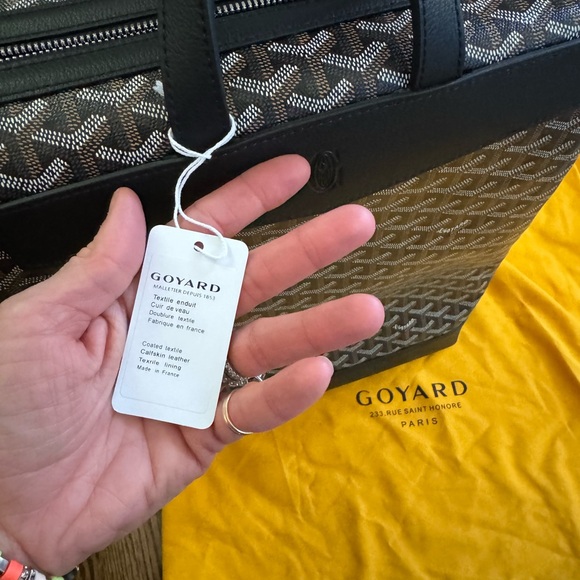 GOYARD
MALLETIER DEPUIS 1853
Textile enduit
Cuir de veau
Doublure textile
Fabrique en france
Coated textile
Calfskin leather
Textile lining
Made in France
GOYARD
233, RUE SAINT HONORE
PARIS